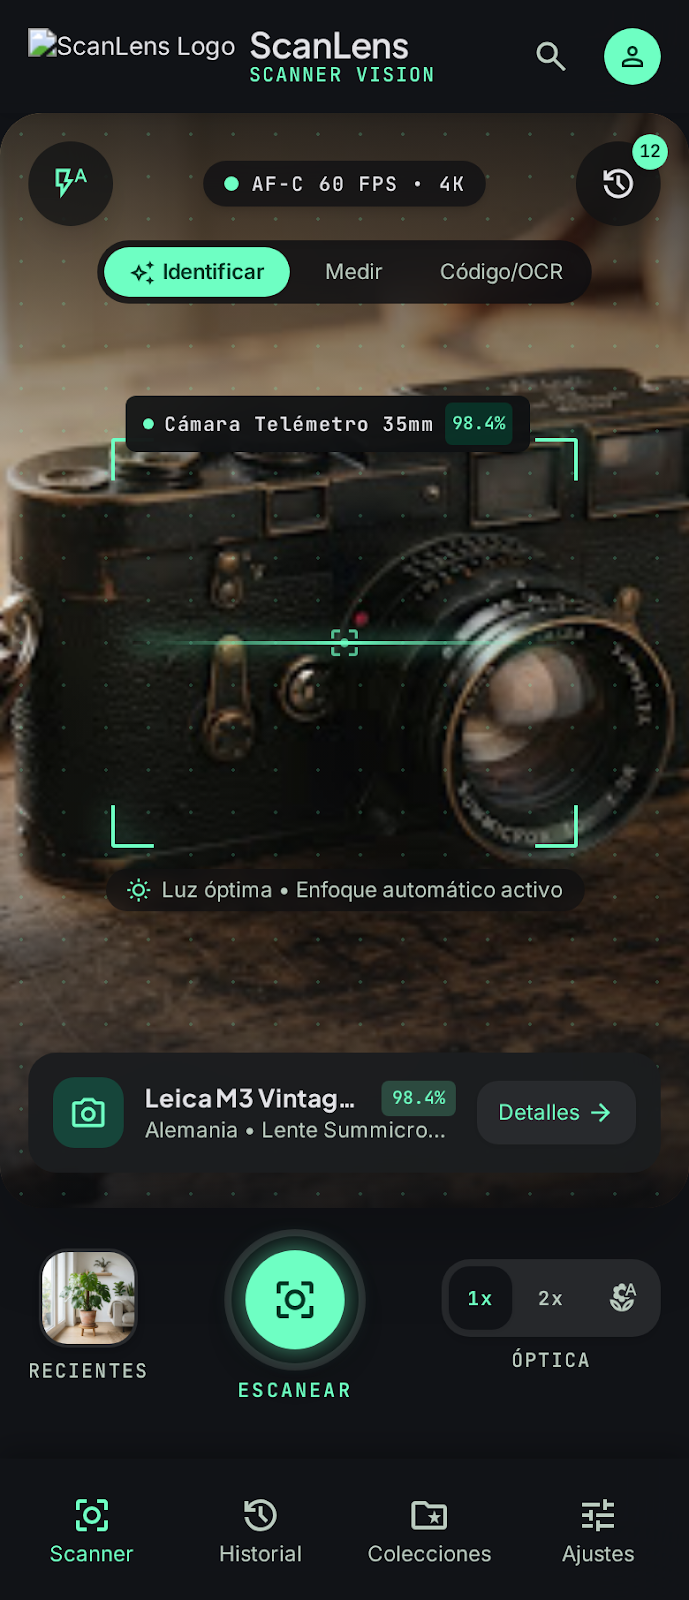 ScanLens Logo
ScanLens
SCANNER VISION
12
A
AF-C 60 FPS • 4K
Identificar
Medir
Código/OCR
Cámara Telémetro 35mm 98.4%
Luz óptima • Enfoque automático activo
Leica M3 Vintag... 98.4%
Alemania • Lente Summicro...
Detalles
1x
2x
A
RECIENTES
ESCANEAR
ÓPTICA
Scanner
Historial
Colecciones
Ajustes